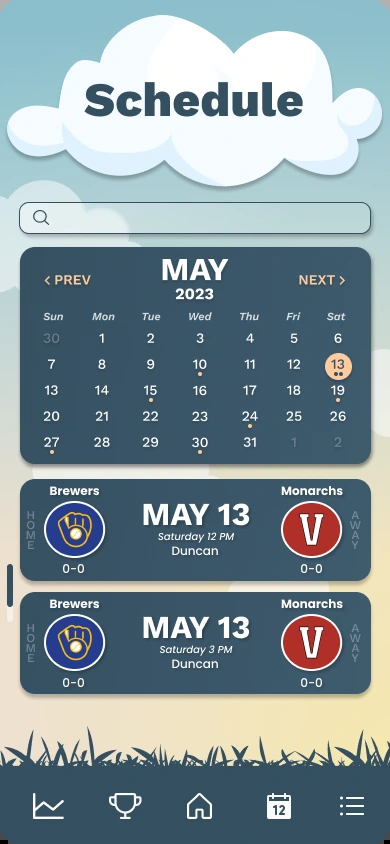 Schedule
< PREV MAY NEXT >
2023
Sun Mon Tue Wed Thu Fri Sat
30 1 2 3 4 5 6
7 8 9 10 11 12 13
13 14 15 16 17 18 19
20 21 22 23 24 25 26
27 28 29 30 31 1 2
Brewers Monarchs
HOME MAY 13 AWAY
V
Saturday 12 PM
Duncan
0-0 0-0
Brewers Monarchs
HOME MAY 13 AWAY
V
Saturday 3 PM
Duncan
0-0 0-0
12